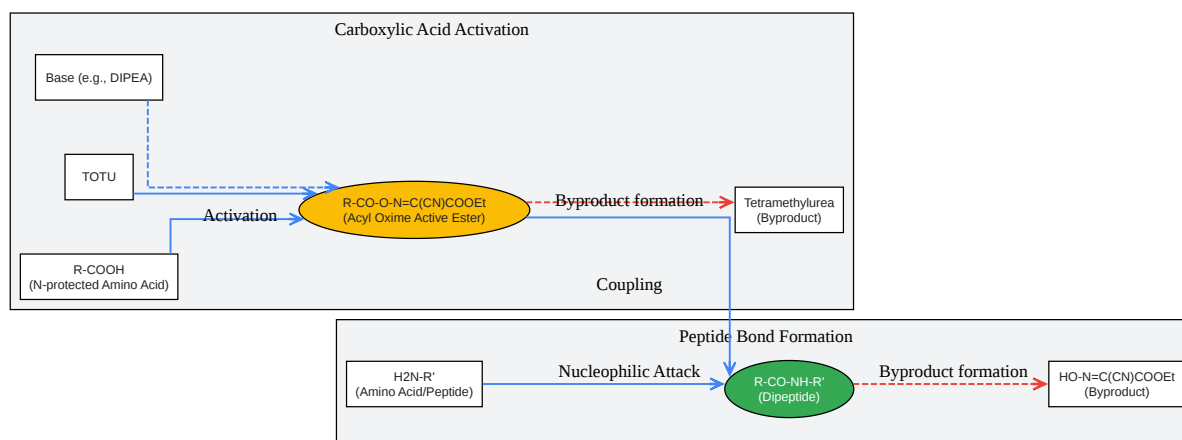 Carboxylic Acid Activation
Base (e.g., DIPEA)
TOTU
Activation
R-COOH
(N-protected Amino Acid)
R-CO-O-N=C(CN)COOEt
(Acyl Oxime Active Ester)
Byproduct formation
Tetramethylurea
(Byproduct)
Coupling
Peptide Bond Formation
H2N-R'
(Amino Acid/Peptide)
Nucleophilic Attack
R-CO-NH-R'
(Dipeptide)
Byproduct formation
HO-N=C(CN)COOEt
(Byproduct)